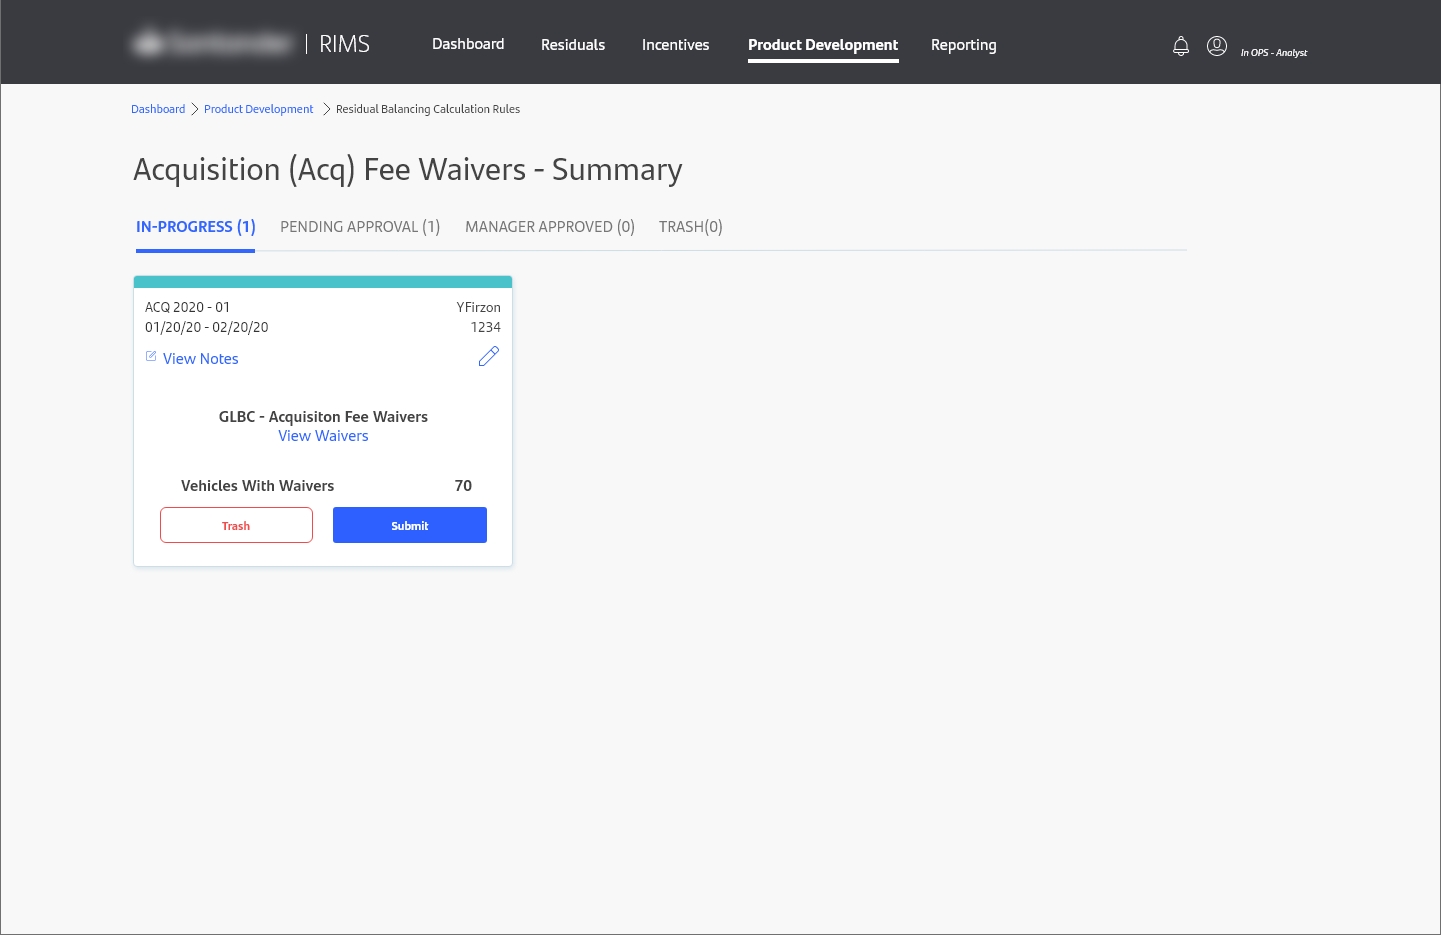 RIMS
Dashboard Residuals Incentives Product Development Reporting
In OPS - Analyst
Dashboard > Product Development > Residual Balancing Calculation Rules
Acquisition (Acq) Fee Waivers - Summary
IN-PROGRESS (1) PENDING APPROVAL (1) MANAGER APPROVED (0) TRASH(0)
ACQ 2020 - 01 YFirzon
01/20/20 - 02/20/20 1234
View Notes
GLBC - Acquisiton Fee Waivers
View Waivers
Vehicles With Waivers 70
Trash Submit